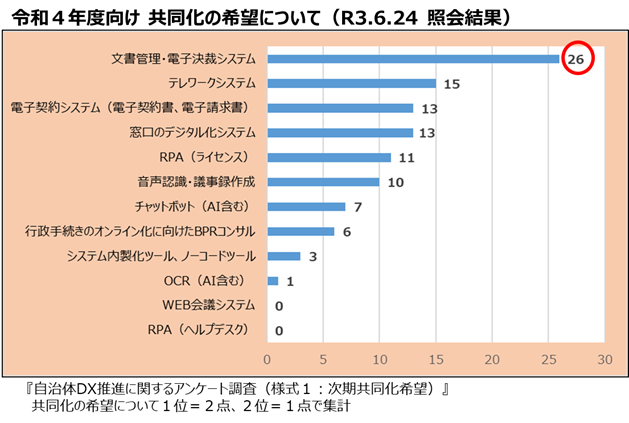 令和４年度向け 共同化の希望について（R3.6.24 照会結果）
文書管理・電子決裁システム 26
テレワークシステム 15
電子契約システム（電子契約書、電子請求書） 13
窓口のデジタル化システム 13
RPA（ライセンス） 11
音声認識・議事録作成 10
チャットボット（AI含む） 7
行政手続きのオンライン化に向けたBPRコンサル 6
システム内製化ツール、ノーコードツール 3
OCR（AI含む） 1
WEB会議システム 0
RPA（ヘルプデスク） 0
0 5 10 15 20 25 30
『自治体DX推進に関するアンケート調査（様式１：次期共同化希望）』
共同化の希望について１位＝２点、２位＝１点で集計